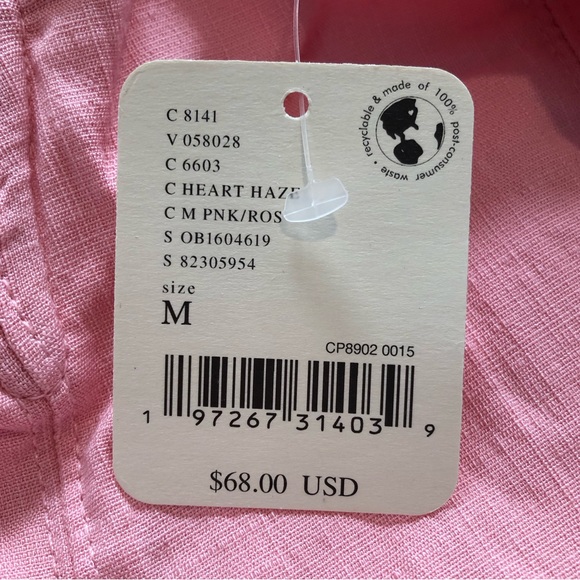 recyclable & made of 100% post-consumer waste •
C 8141
V 058028
C 6603
C HEART HAZE
C M PNK/ROS
S OB1604619
S 82305954
size
M
CP8902 0015
1 97267 31403 9
$68.00 USD